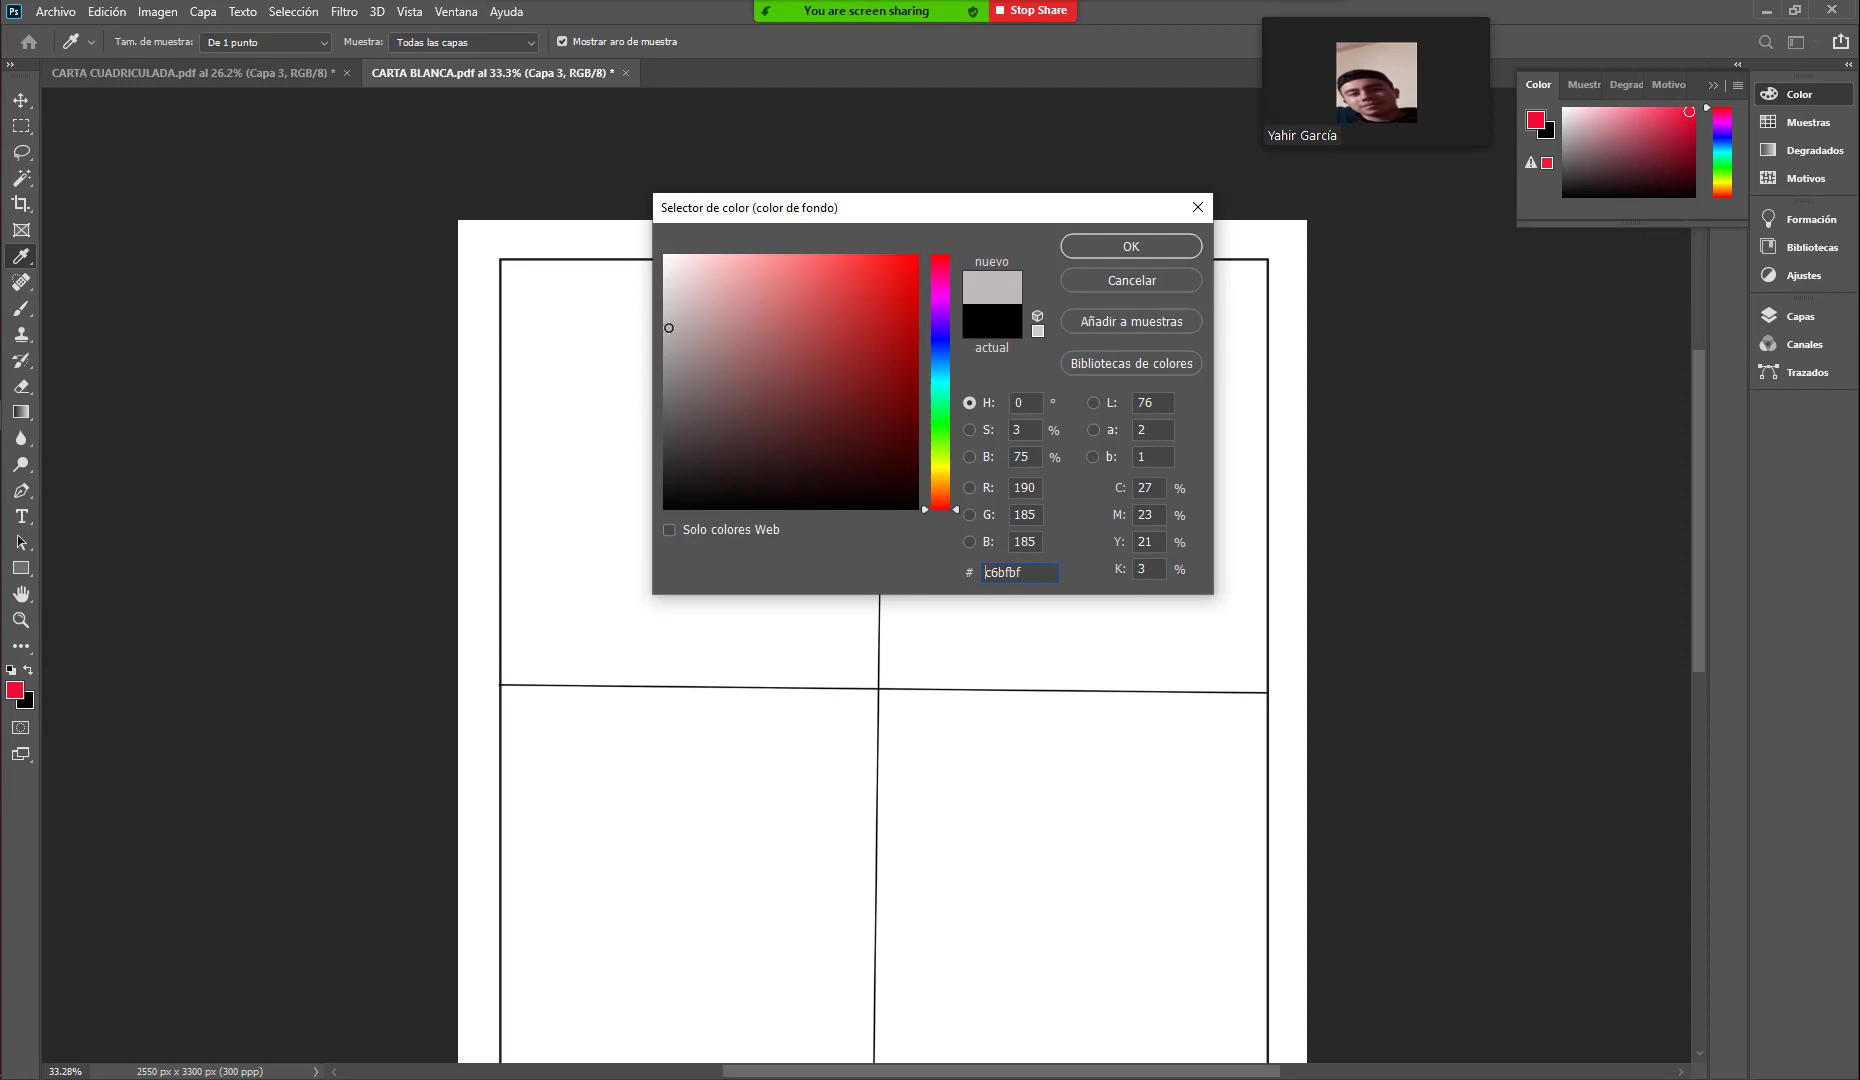 Ps Archivo Edición Imagen Capa Texto Selección Filtro 3D Vista Ventana Ayuda
You are screen sharing Stop Share
Tam. de muestra: De 1 punto Muestra: Todas las capas Mostrar aro de muestra
CARTA CUADRICULADA.pdf al 26.2% (Capa 3, RGB/8) * × CARTA BLANCA.pdf al 33.3% (Capa 3, RGB/8) * ×
Yahir García
Color Muestr Degrad Motivo
Color
Muestras
Degradados
Motivos
Formación
Bibliotecas
Ajustes
Capas
Canales
Trazados
Selector de color (color de fondo)
nuevo
actual
OK
Cancelar
Añadir a muestras
Bibliotecas de colores
H: 0 ° L: 76
S: 3 % a: 2
B: 75 % b: 1
R: 190 C: 27 %
G: 185 M: 23 %
B: 185 Y: 21 %
# c6bfbf K: 3 %
Solo colores Web
33.28% 2550 px x 3300 px (300 ppp)